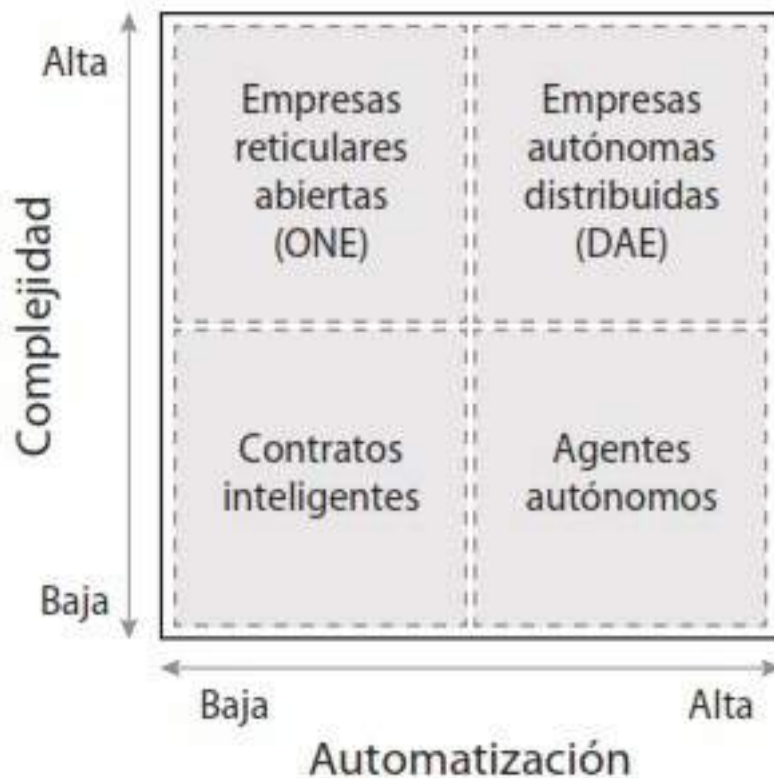 Alta
Empresas
reticulares
abiertas
(ONE)
Empresas
autónomas
distribuidas
(DAE)
Complejidad
Contratos
inteligentes
Agentes
autónomos
Baja
Baja
Alta
Automatización